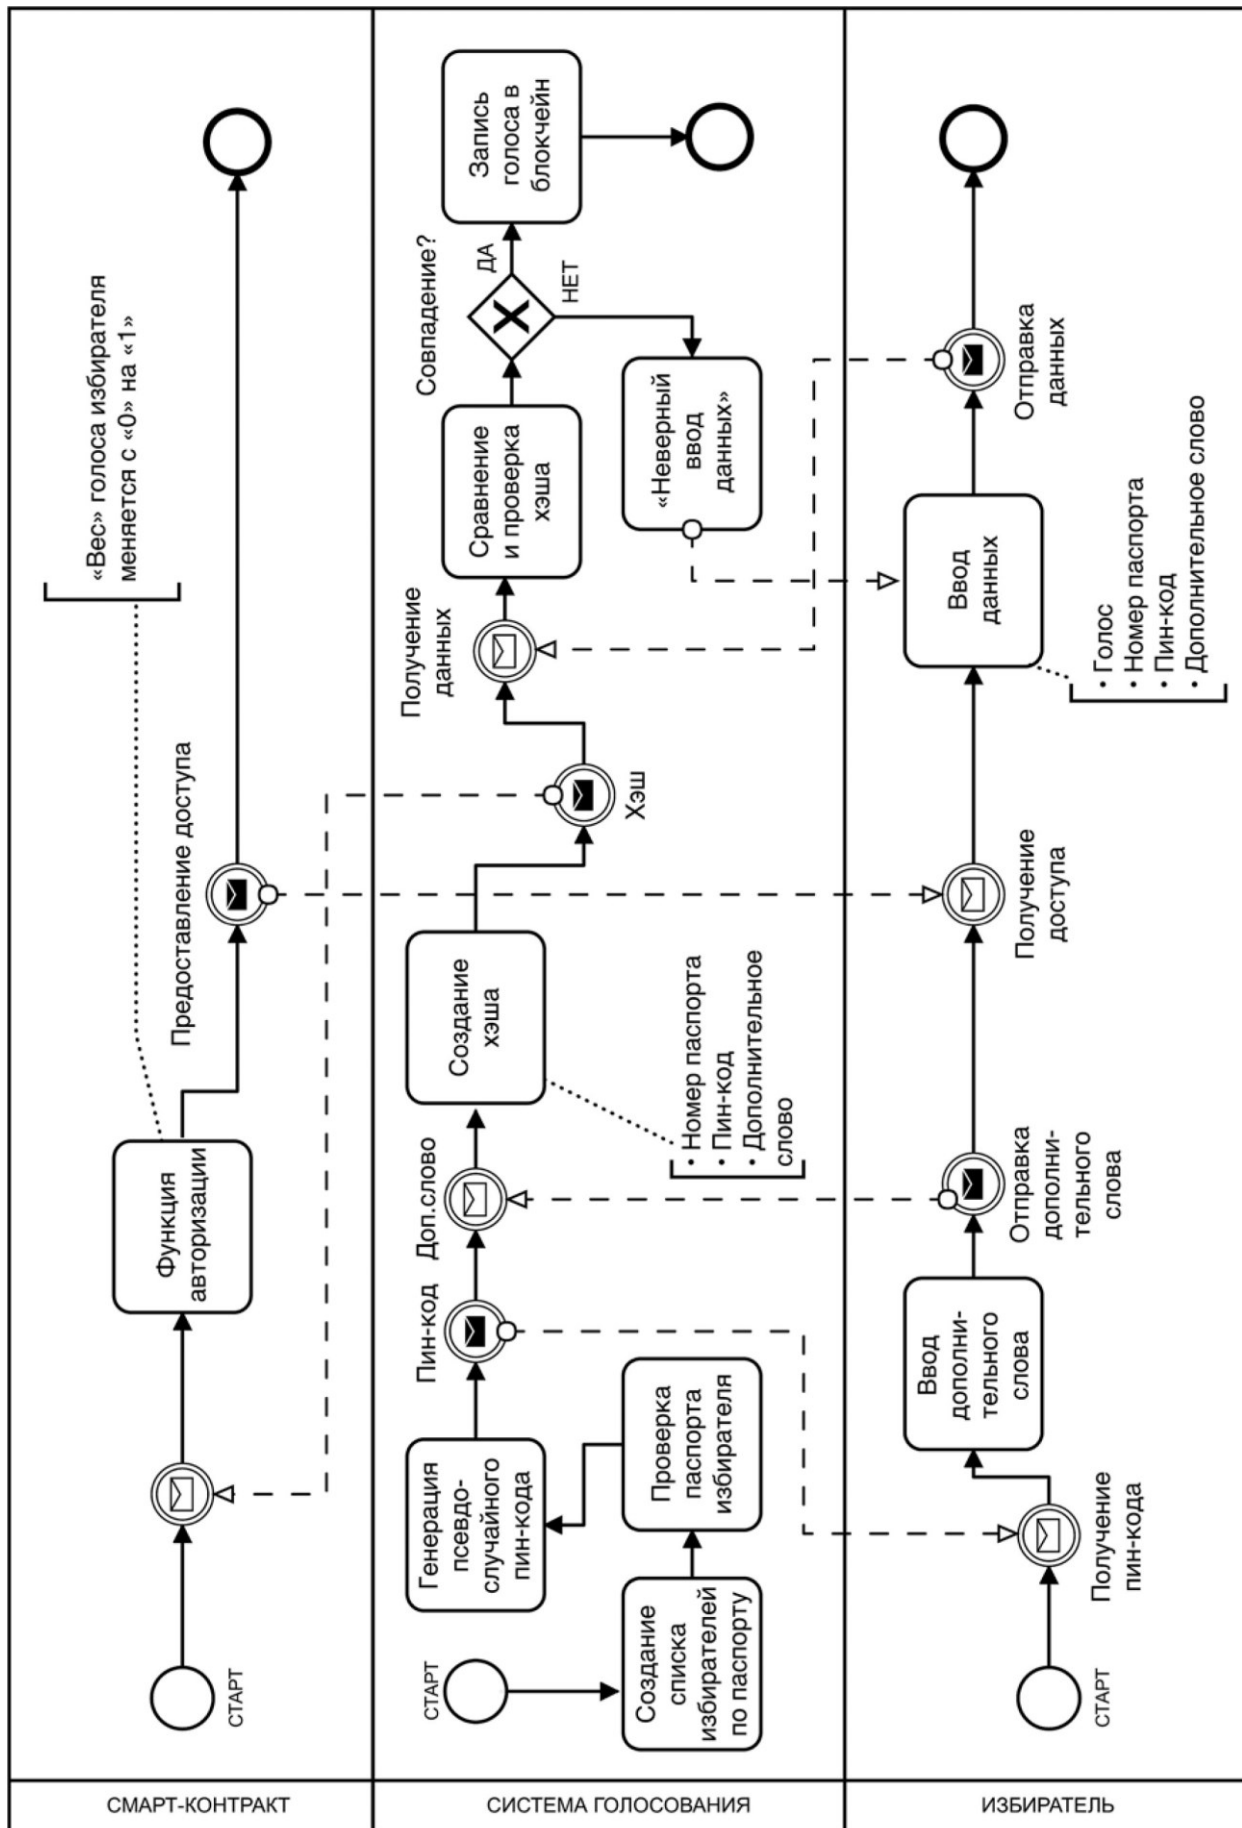 СМАРТ-КОНТРАКТ
СТАРТ
Функция
авторизации
Предоставление доступа
«Вес» голоса избирателя
меняется с «0» на «1»
СИСТЕМА ГОЛОСОВАНИЯ
СТАРТ
Создание
списка
избирателей
по паспорту
Проверка
паспорта
избирателя
Генерация
псевдо-
случайного
пин-кода
Пин-код
Доп.слово
Создание
хэша
• Номер паспорта
• Пин-код
• Дополнительное
слово
Хэш
Получение
данных
Сравнение
и проверка
хэша
Совпадение?
ДА
НЕТ
«Неверный
ввод
данных»
Запись
голоса в
блокчейн
ИЗБИРАТЕЛЬ
СТАРТ
Получение
пин-кода
Ввод
дополни-
тельного
слова
Отправка
дополни-
тельного
слова
Получение
доступа
Ввод
данных
• Голос
• Номер паспорта
• Пин-код
• Дополнительное слово
Отправка
данных